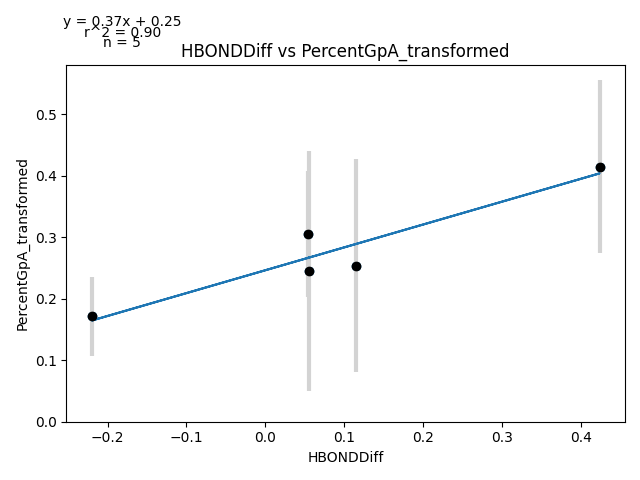 y = 0.37x + 0.25
r^2 = 0.90
n = 5
HBONDDiff vs PercentGpA_transformed
PercentGpA_transformed
0.5
0.4
0.3
0.2
0.1
0.0
−0.2 −0.1 0.0 0.1 0.2 0.3 0.4
HBONDDiff